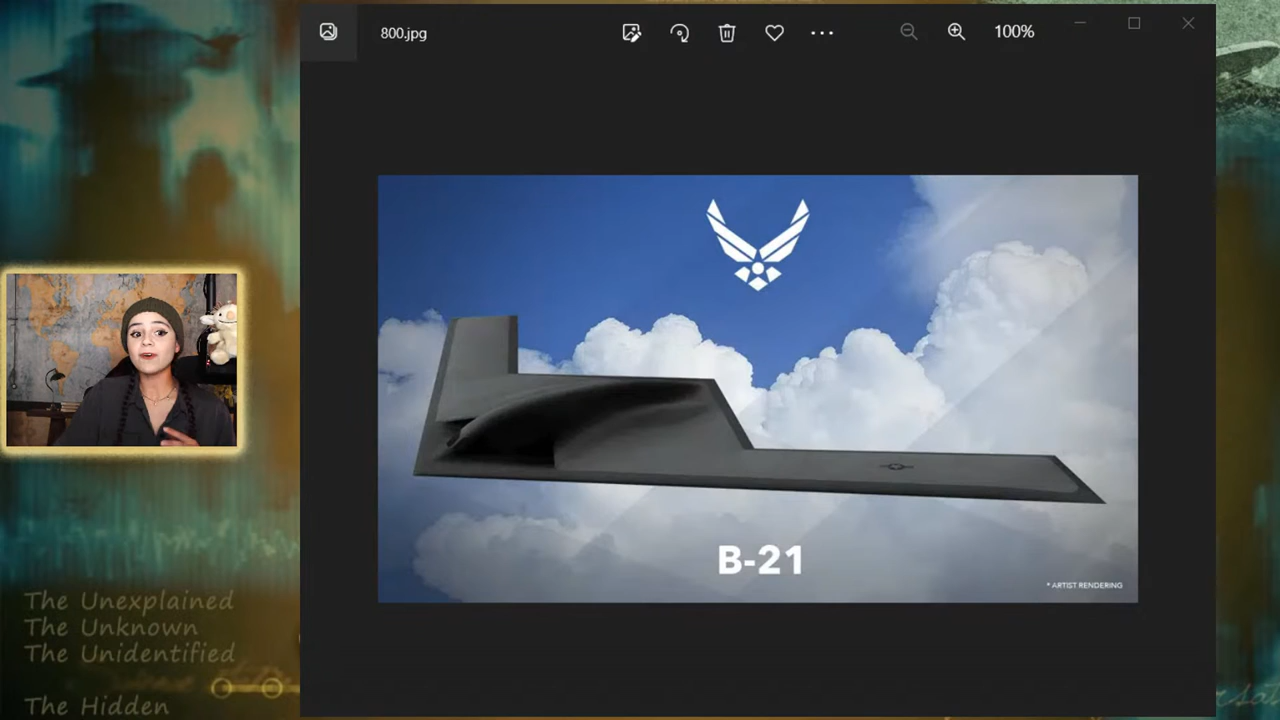 800.jpg
100%
B-21
* ARTIST RENDERING
The Unexplained
The Unknown
The Unidentified
The Hidden